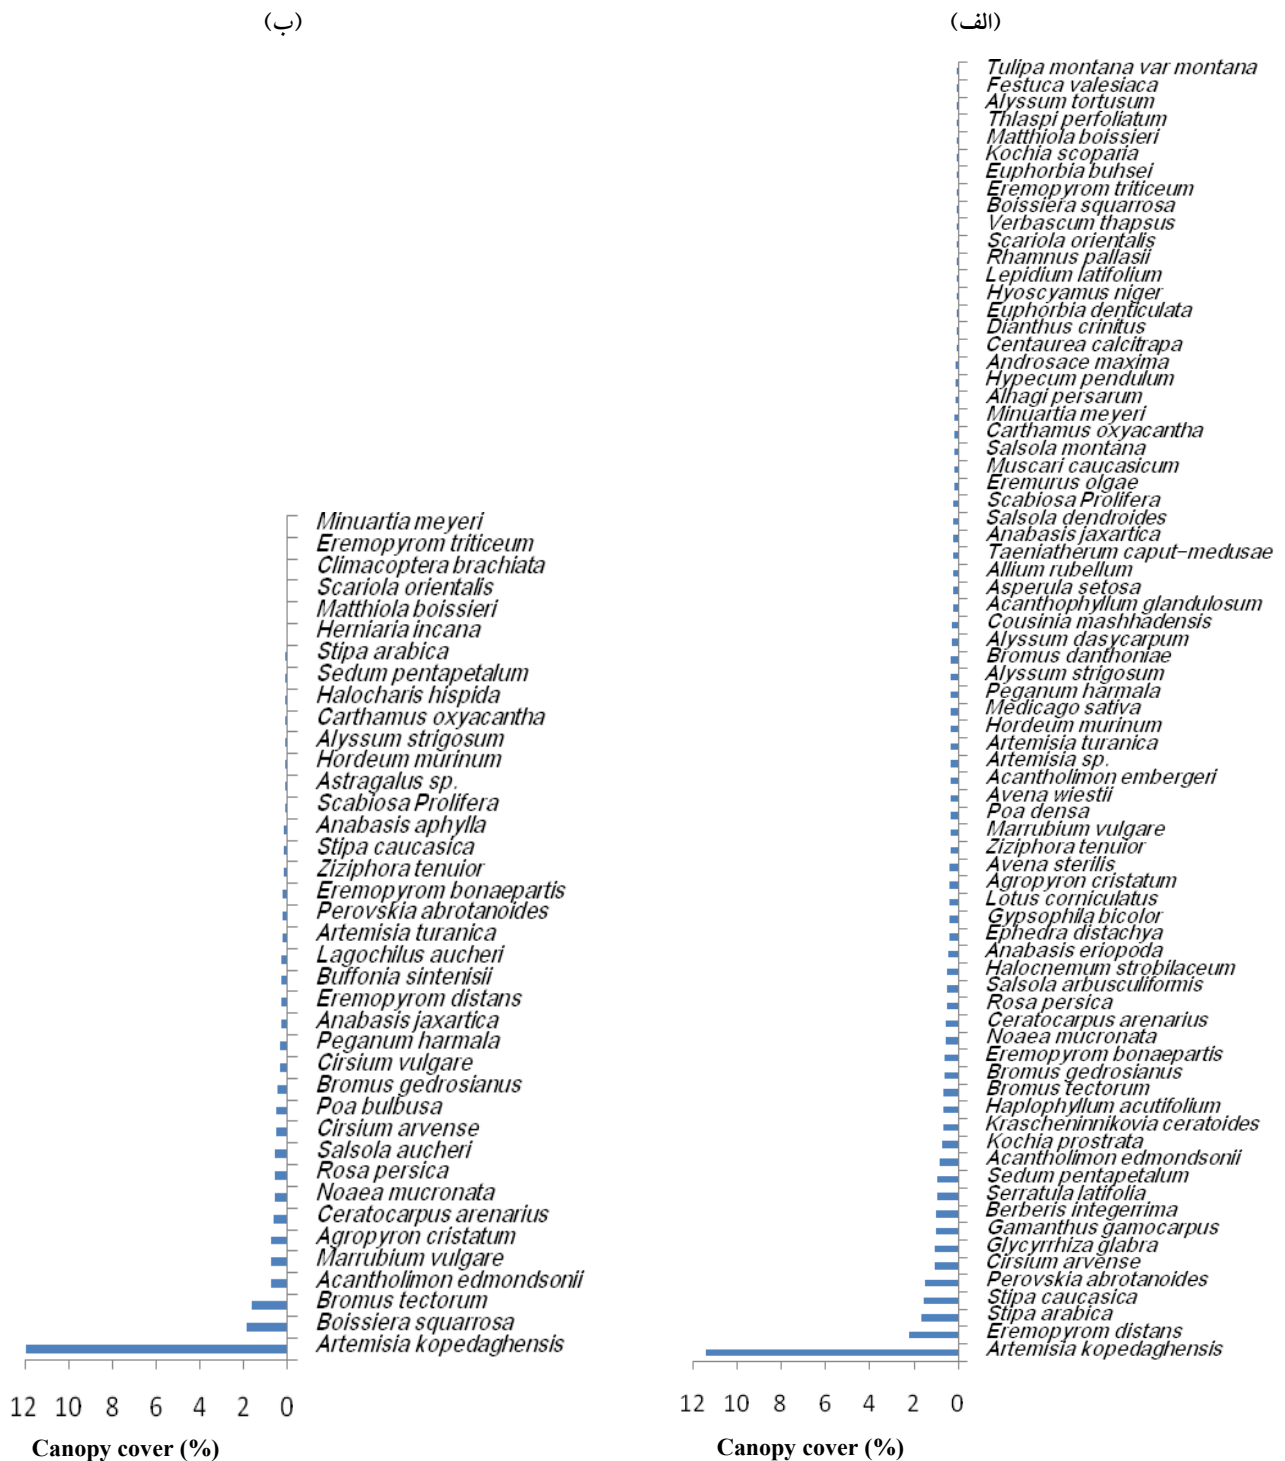 (الف)
Tulipa montana var montana
Festuca valesiaca
Alyssum tortusum
Thlaspi perfoliatum
Matthiola boissieri
Kochia scoparia
Euphorbia buhsei
Eremopyrom triticeum
Boissiera squarrosa
Verbascum thapsus
Scariola orientalis
Rhamnus pallasii
Lepidium latifolium
Hyoscyamus niger
Euphorbia denticulata
Dianthus crinitus
Centaurea calcitrapa
Androsace maxima
Hypecum pendulum
Alhagi persarum
Minuartia meyeri
Carthamus oxyacantha
Salsola montana
Muscari caucasicum
Eremurus olgae
Scabiosa Prolifera
Salsola dendroides
Anabasis jaxartica
Taeniatherum caput-medusae
Allium rubellum
Asperula setosa
Acanthophyllum glandulosum
Cousinia mashhadensis
Alyssum dasycarpum
Bromus danthoniae
Alyssum strigosum
Peganum harmala
Medicago sativa
Hordeum murinum
Artemisia turanica
Artemisia sp.
Acantholimon embergeri
Avena wiestii
Poa densa
Marrubium vulgare
Ziziphora tenuior
Avena sterilis
Agropyron cristatum
Lotus corniculatus
Gypsophila bicolor
Ephedra distachya
Anabasis eriopoda
Halocnemum strobilaceum
Salsola arbusculiformis
Rosa persica
Ceratocarpus arenarius
Noaea mucronata
Eremopyrom bonaepartis
Bromus gedrosianus
Bromus tectorum
Haplophyllum acutifolium
Krascheninnikovia ceratoides
Kochia prostrata
Acantholimon edmondsonii
Sedum pentapetalum
Serratula latifolia
Berberis integerrima
Gamanthus gamocarpus
Glycyrrhiza glabra
Cirsium arvense
Perovskia abrotanoides
Stipa caucasica
Stipa arabica
Eremopyrom distans
Artemisia kopedaghensis
12 10 8 6 4 2 0
Canopy cover (%)
(ب)
Minuartia meyeri
Eremopyrom triticeum
Climacoptera brachiata
Scariola orientalis
Matthiola boissieri
Herniaria incana
Stipa arabica
Sedum pentapetalum
Halocharis hispida
Carthamus oxyacantha
Alyssum strigosum
Hordeum murinum
Astragalus sp.
Scabiosa Prolifera
Anabasis aphylla
Stipa caucasica
Ziziphora tenuior
Eremopyrom bonaepartis
Perovskia abrotanoides
Artemisia turanica
Lagochilus aucheri
Buffonia sintenisii
Eremopyrom distans
Anabasis jaxartica
Peganum harmala
Cirsium vulgare
Bromus gedrosianus
Poa bulbusa
Cirsium arvense
Salsola aucheri
Rosa persica
Noaea mucronata
Ceratocarpus arenarius
Agropyron cristatum
Marrubium vulgare
Acantholimon edmondsonii
Bromus tectorum
Boissiera squarrosa
Artemisia kopedaghensis
12 10 8 6 4 2 0
Canopy cover (%)